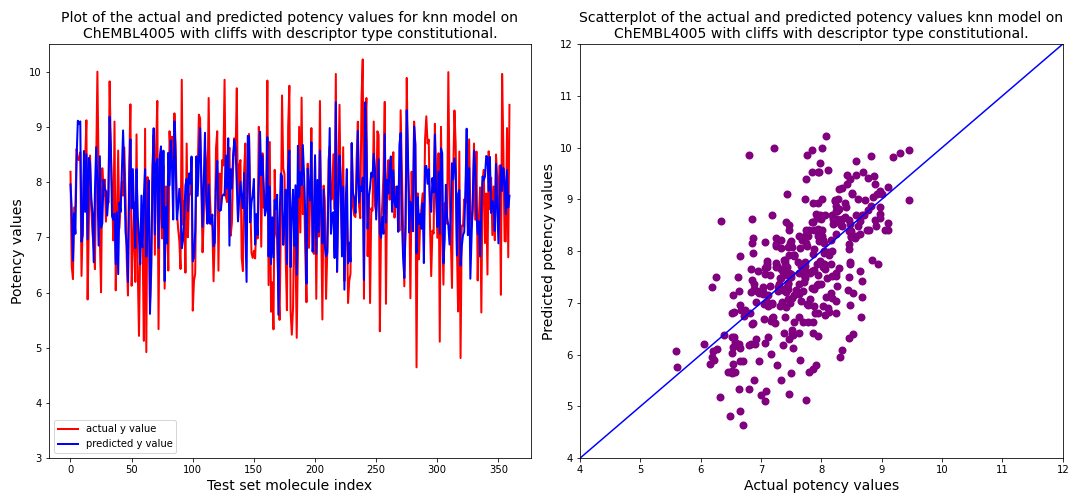 Plot of the actual and predicted potency values for knn model on
ChEMBL4005 with cliffs with descriptor type constitutional.
Potency values
10
9
8
7
6
5
4
3
actual y value
predicted y value
0 50 100 150 200 250 300 350
Test set molecule index
Scatterplot of the actual and predicted potency values knn model on
ChEMBL4005 with cliffs with descriptor type constitutional.
Predicted potency values
12
11
10
9
8
7
6
5
4
4 5 6 7 8 9 10 11 12
Actual potency values